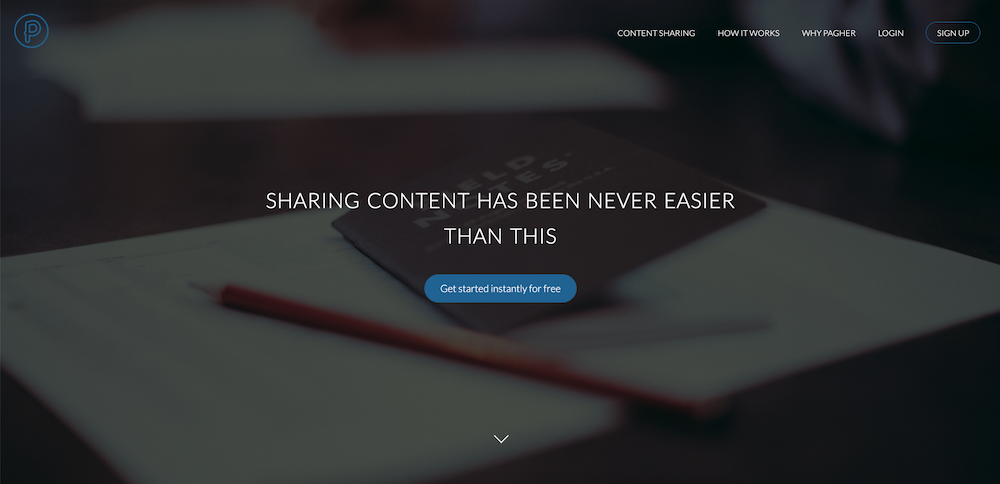 P
CONTENT SHARING HOW IT WORKS WHY PAGHER LOGIN SIGN UP
SHARING CONTENT HAS BEEN NEVER EASIER
THAN THIS
Get started instantly for free